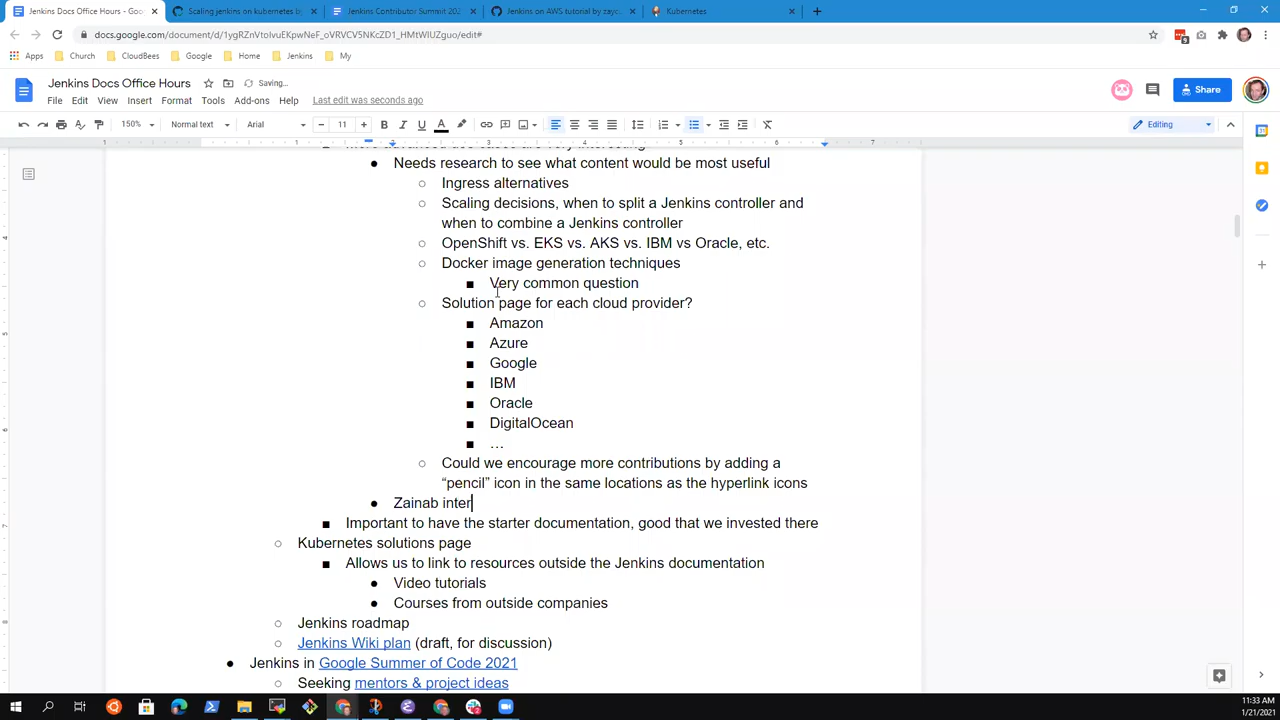 Jenkins Docs Office Hours - Goo
Scaling jenkins on kubernetes by
Jenkins Contributor Summit 202
Jenkins on AWS tutorial by zayc
Kubernetes
docs.google.com/document/d/
Apps Church CloudBees Google Home Jenkins My
Jenkins Docs Office Hours Saving...
File Edit View Insert Format Tools Add-ons Help Last edit was seconds ago
Share
150% Normal text Arial 11 Editing
Needs research to see what content would be most useful
Ingress alternatives
Scaling decisions, when to split a Jenkins controller and
when to combine a Jenkins controller
OpenShift vs. EKS vs. AKS vs. IBM vs Oracle, etc.
Docker image generation techniques
Very common question
Solution page for each cloud provider?
Amazon
Azure
Google
IBM
Oracle
DigitalOcean
…
Could we encourage more contributions by adding a
“pencil” icon in the same locations as the hyperlink icons
Zainab inter
Important to have the starter documentation, good that we invested there
Kubernetes solutions page
Allows us to link to resources outside the Jenkins documentation
Video tutorials
Courses from outside companies
Jenkins roadmap
Jenkins Wiki plan (draft, for discussion)
Jenkins in Google Summer of Code 2021
Seeking mentors & project ideas
11:33 AM
1/21/2021